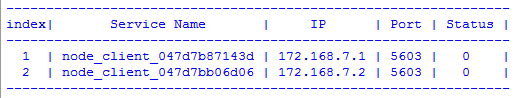 -----------------------------------------------------------------
index|       Service Name       |     IP      | Port | Status |
-----------------------------------------------------------------
1 | node_client_047d7b87143d | 172.168.7.1 | 5603 | 0 |
2 | node_client_047d7bb06d06 | 172.168.7.2 | 5603 | 0 |
-----------------------------------------------------------------